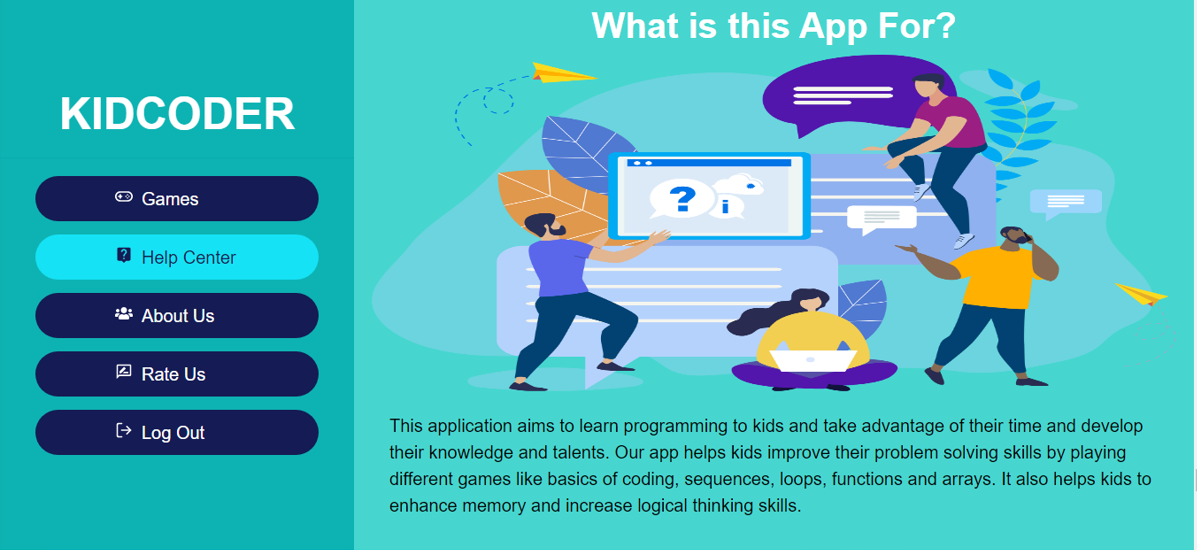 KIDCODER
Games
Help Center
About Us
Rate Us
Log Out
What is this App For?
?
i
This application aims to learn programming to kids and take advantage of their time and develop
their knowledge and talents. Our app helps kids improve their problem solving skills by playing
different games like basics of coding, sequences, loops, functions and arrays. It also helps kids to
enhance memory and increase logical thinking skills.